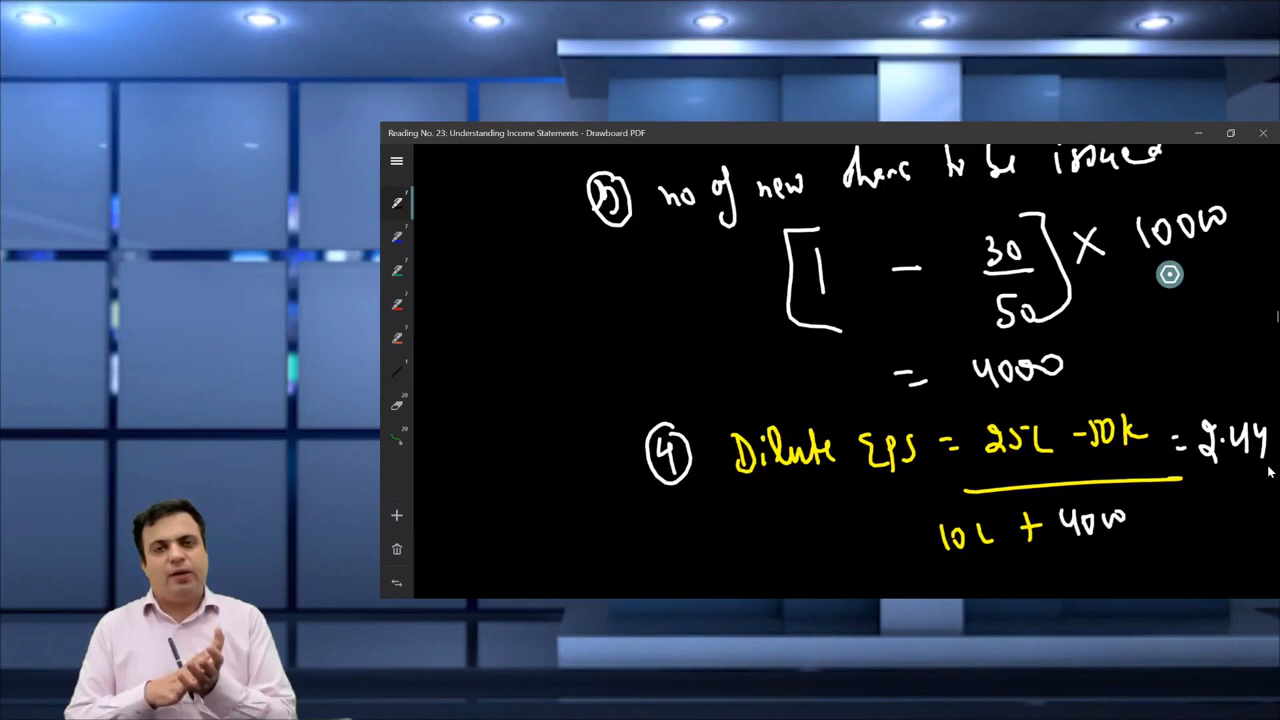 Reading No. 23: Understanding Income Statements - Drawboard PDF
③ no of new shares to be issued
[1 - 30/50] × 10000
= 4000
④ Dilute EPS = 25L - 50k / 10L + 4000 = 2.44